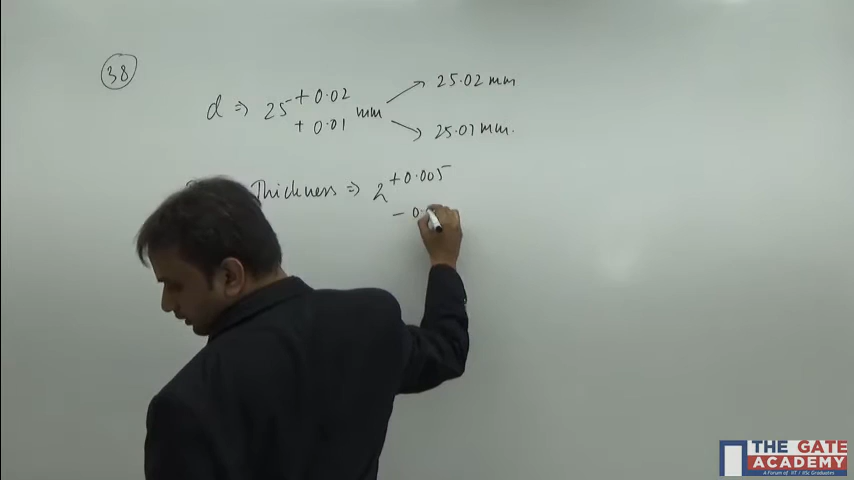 38
d ⇒ 25 +0.02 +0.01 mm → 25.02 mm
→ 25.01 mm.
Thickness ⇒ 2 +0.005
- 0.
THE GATE
ACADEMY
A Forum of IIT / IISc Graduates